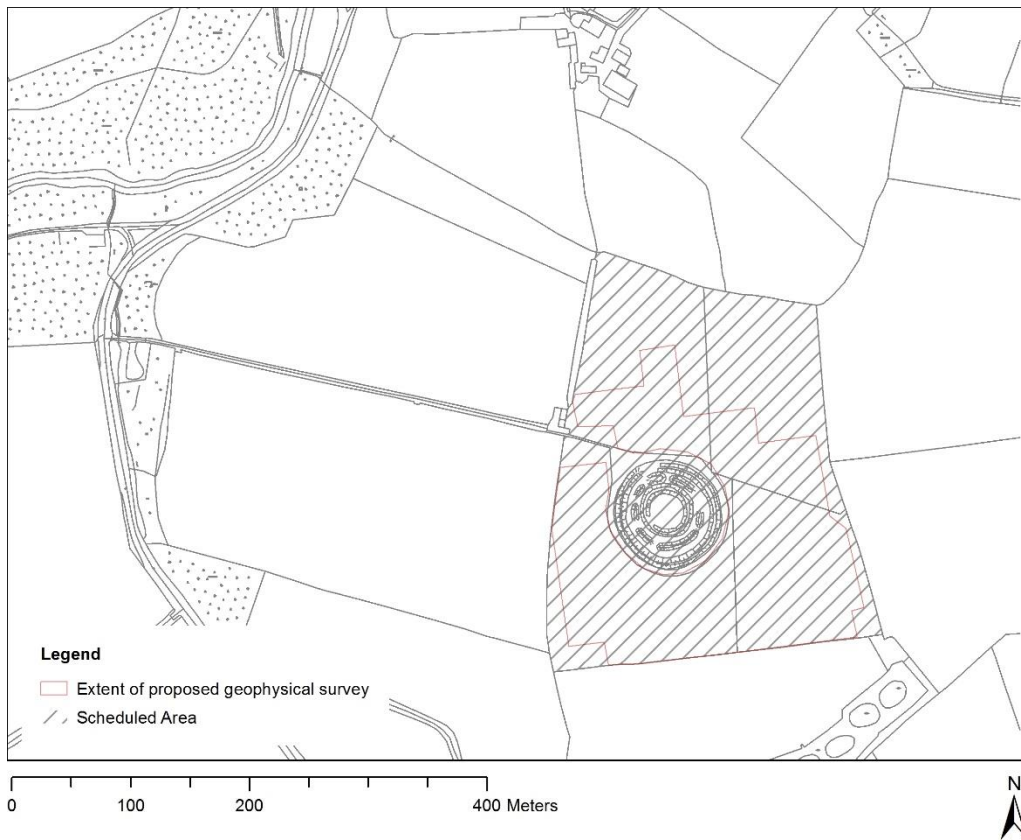 Legend
Extent of proposed geophysical survey
Scheduled Area
0 100 200 400 Meters
N